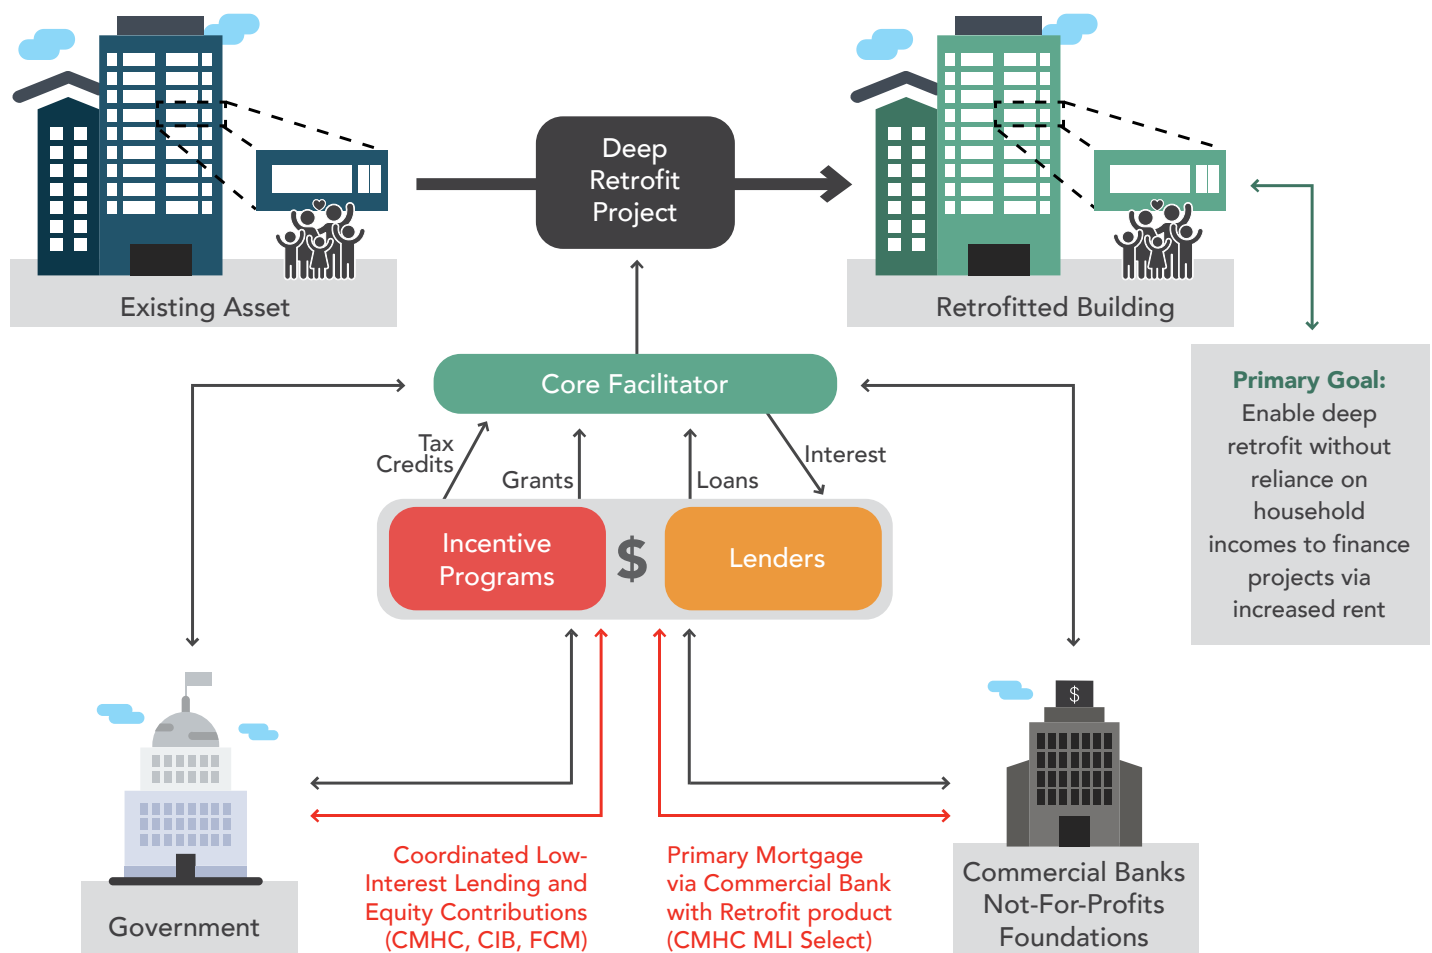 Deep
Retrofit
Project
Existing Asset
Retrofitted Building
Core Facilitator
Primary Goal:
Enable deep
retrofit without
reliance on
household
incomes to finance
projects via
increased rent
Tax
Credits
Grants
Loans
Interest
Incentive
Programs
$
Lenders
$
Coordinated Low-
Interest Lending and
Equity Contributions
(CMHC, CIB, FCM)
Primary Mortgage
via Commercial Bank
with Retrofit product
(CMHC MLI Select)
Government
Commercial Banks
Not-For-Profits
Foundations